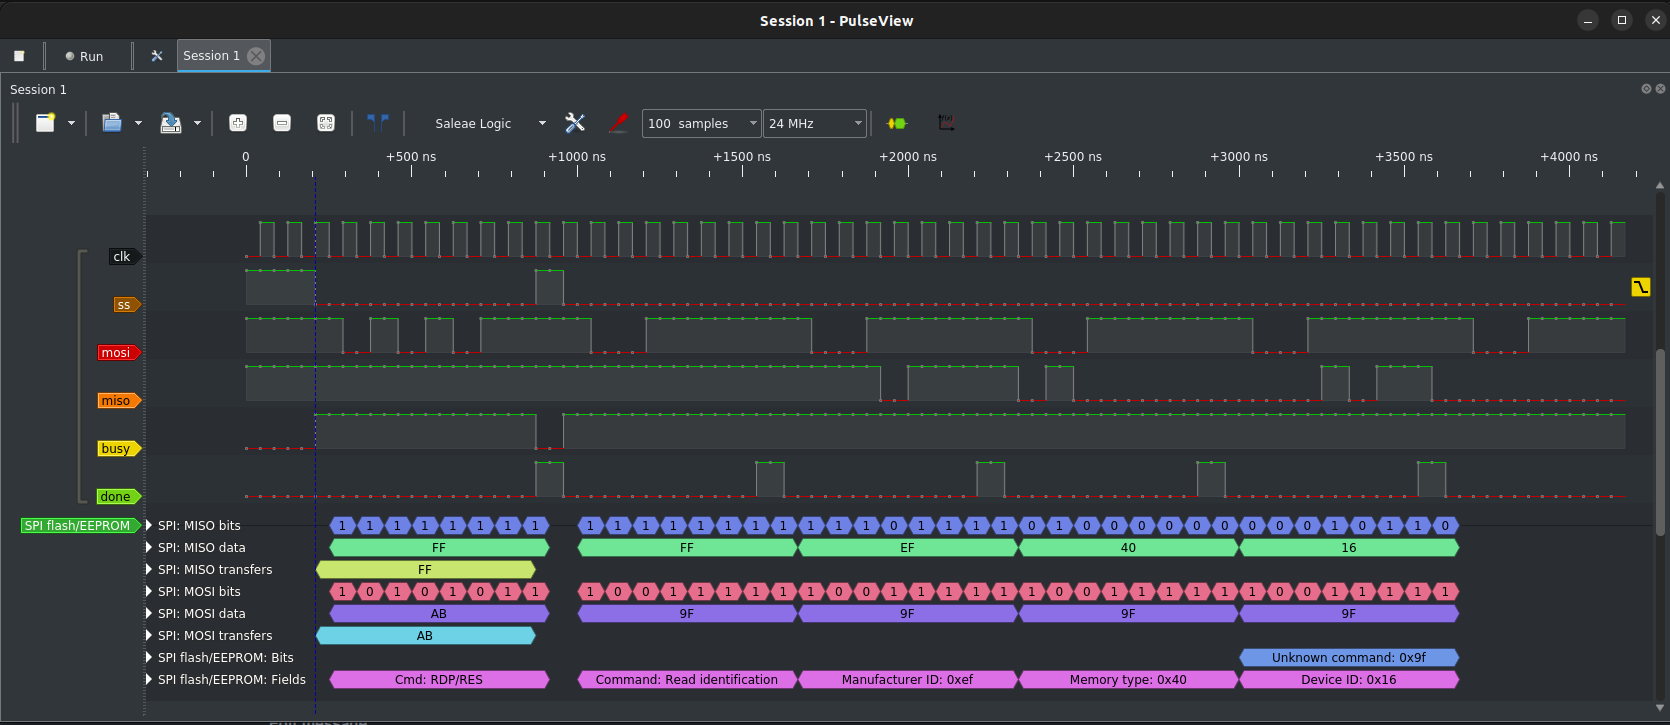 Session 1 - PulseView
Run
Session 1
Session 1
Saleae Logic
100 samples
24 MHz
0 +500 ns +1000 ns +1500 ns +2000 ns +2500 ns +3000 ns +3500 ns +4000 ns
clk
ss
mosi
miso
busy
done
SPI flash/EEPROM
SPI: MISO bits 1 1 1 1 1 1 1 1 1 1 1 1 1 1 1 1 1 1 1 0 1 1 1 1 0 1 0 0 0 0 0 0 0 0 0 1 0 1 1 0
SPI: MISO data FF FF EF 40 16
SPI: MISO transfers FF
SPI: MOSI bits 1 0 1 0 1 0 1 1 1 0 0 1 1 1 1 1 1 0 0 1 1 1 1 1 1 0 0 1 1 1 1 1 1 0 0 1 1 1 1 1
SPI: MOSI data AB 9F 9F 9F 9F
SPI: MOSI transfers AB
SPI flash/EEPROM: Bits Unknown command: 0x9f
SPI flash/EEPROM: Fields Cmd: RDP/RES Command: Read identification Manufacturer ID: 0xef Memory type: 0x40 Device ID: 0x16